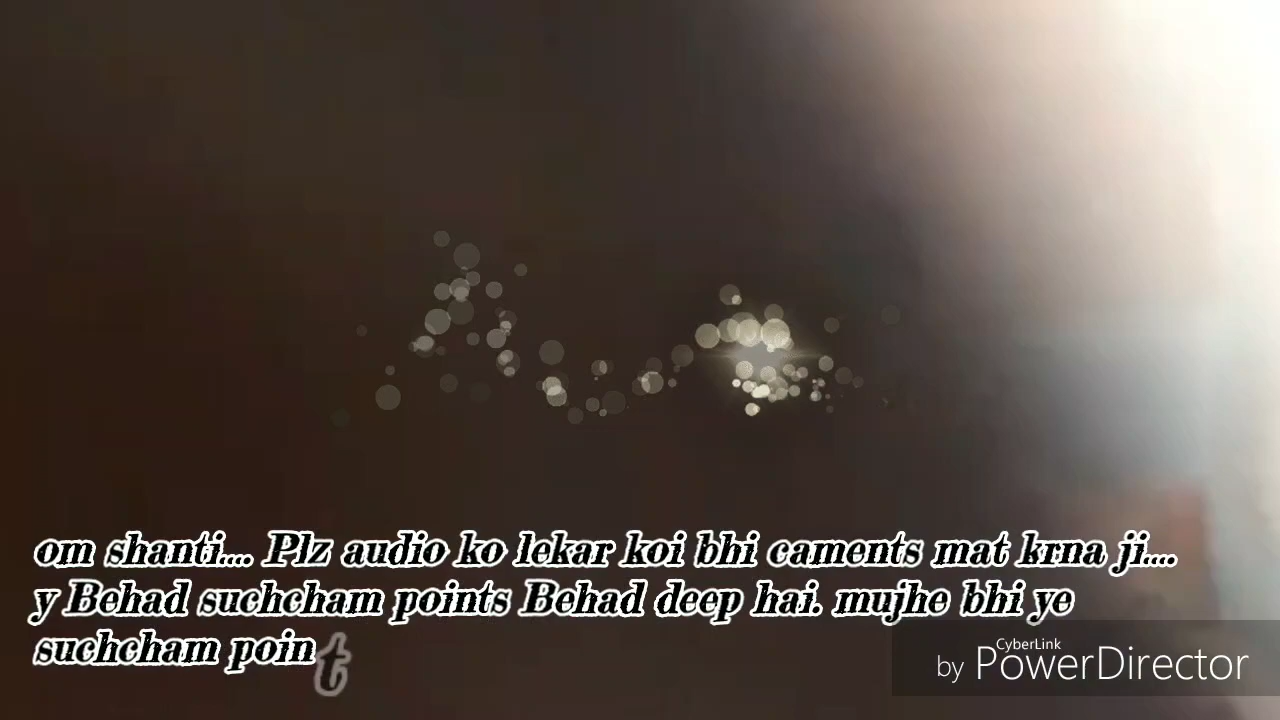 om shanti... Plz audio ko lekar koi bhi caments mat krna ji...
y Behad suchcham points Behad deep hai. mujhe bhi ye
suchcham point
CyberLink
by PowerDirector